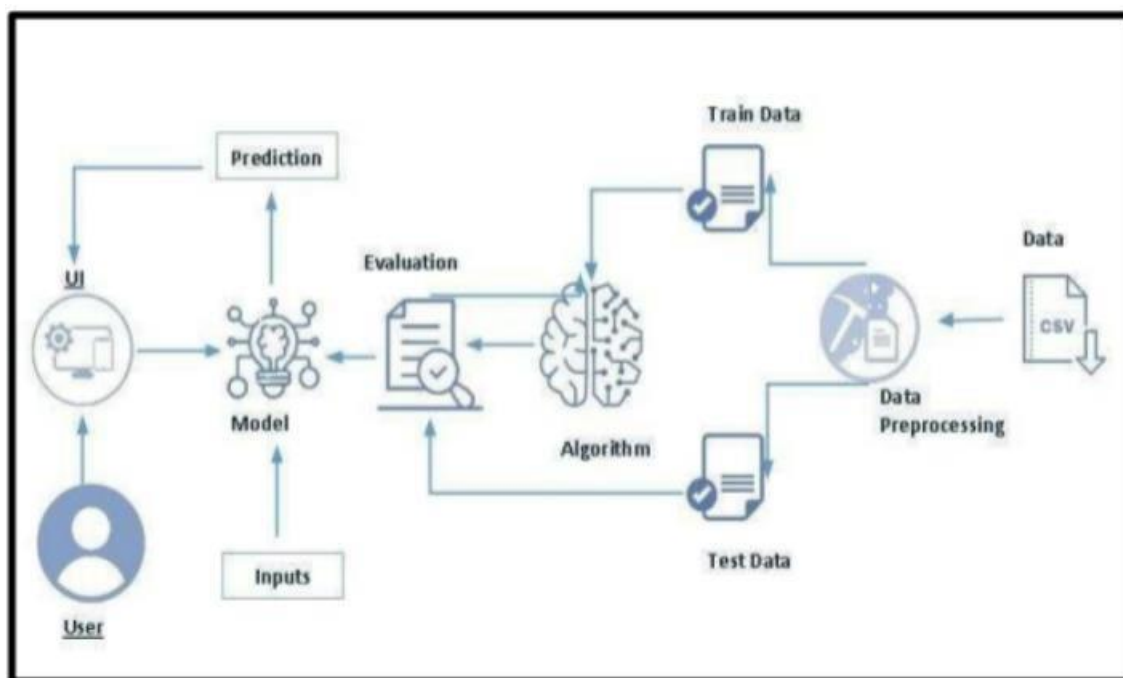 Train Data
Prediction
Data
Evaluation
UI
CSV
Data
Preprocessing
Model
Algorithm
Test Data
Inputs
User